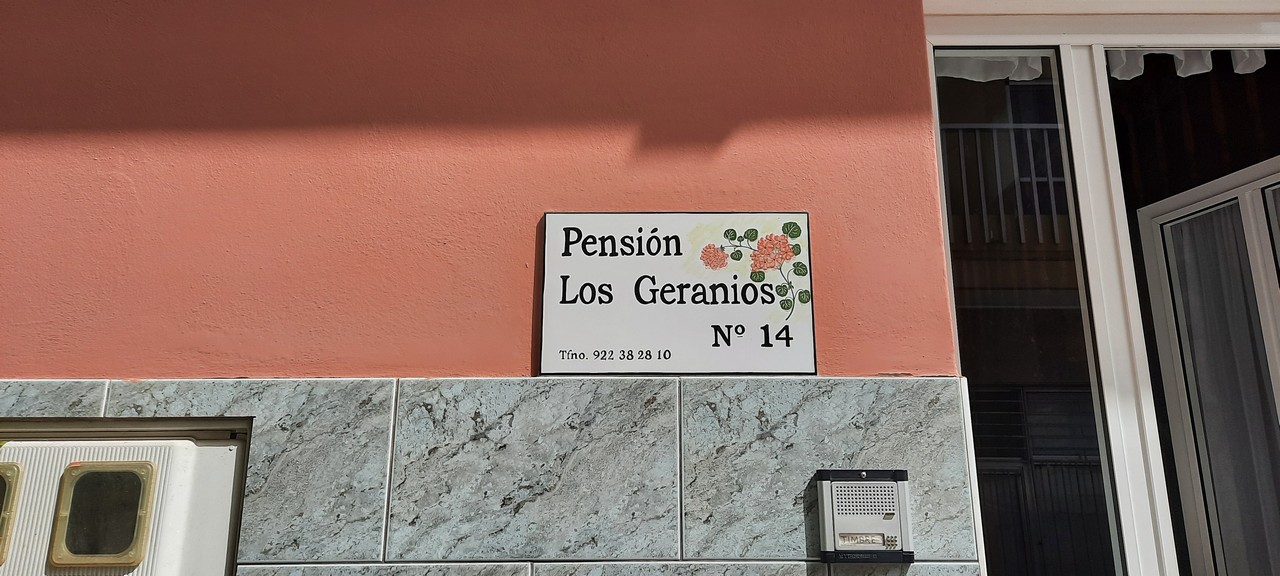 Pensión
Los Geranios
Nº 14
Tfno. 922 38 28 10
TIMBRE